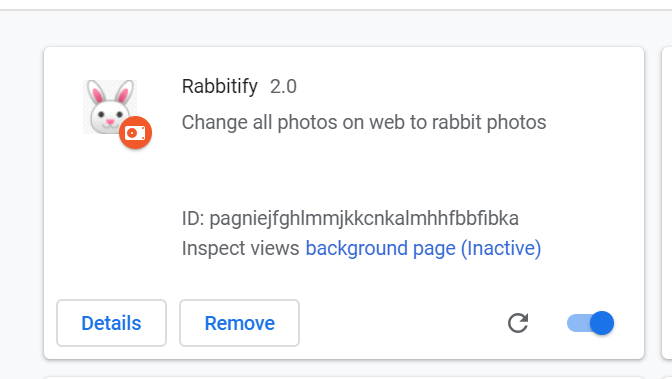 Rabbitify 2.0
Change all photos on web to rabbit photos
ID: pagniejfghlmmjkkcnkalmhhfbbfibka
Inspect views background page (Inactive)
Details Remove